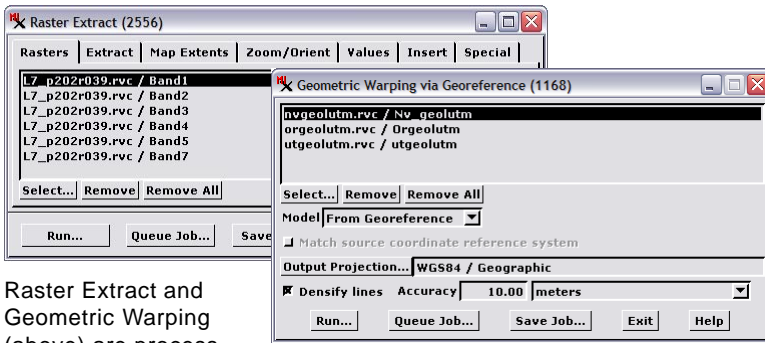 Raster Extract (2556)
Rasters Extract Map Extents Zoom/Orient Values Insert Special
L7_p202r039.rvc / Band1
L7_p202r039.rvc / Band2
L7_p202r039.rvc / Band3
L7_p202r039.rvc / Band4
L7_p202r039.rvc / Band5
L7_p202r039.rvc / Band7
Select... Remove Remove All
Run... Queue Job... Save
Geometric Warping via Georeference (1168)
nvgeolutm.rvc / Nv_geolutm
orgeolutm.rvc / Orgeolutm
utgeolutm.rvc / utgeolutm
Select... Remove Remove All
Model From Georeference
Match source coordinate reference system
Output Projection... WGS84 / Geographic
Densify lines Accuracy 10.00 meters
Run... Queue Job... Save Job... Exit Help
Raster Extract and
Geometric Warping
(above) are process